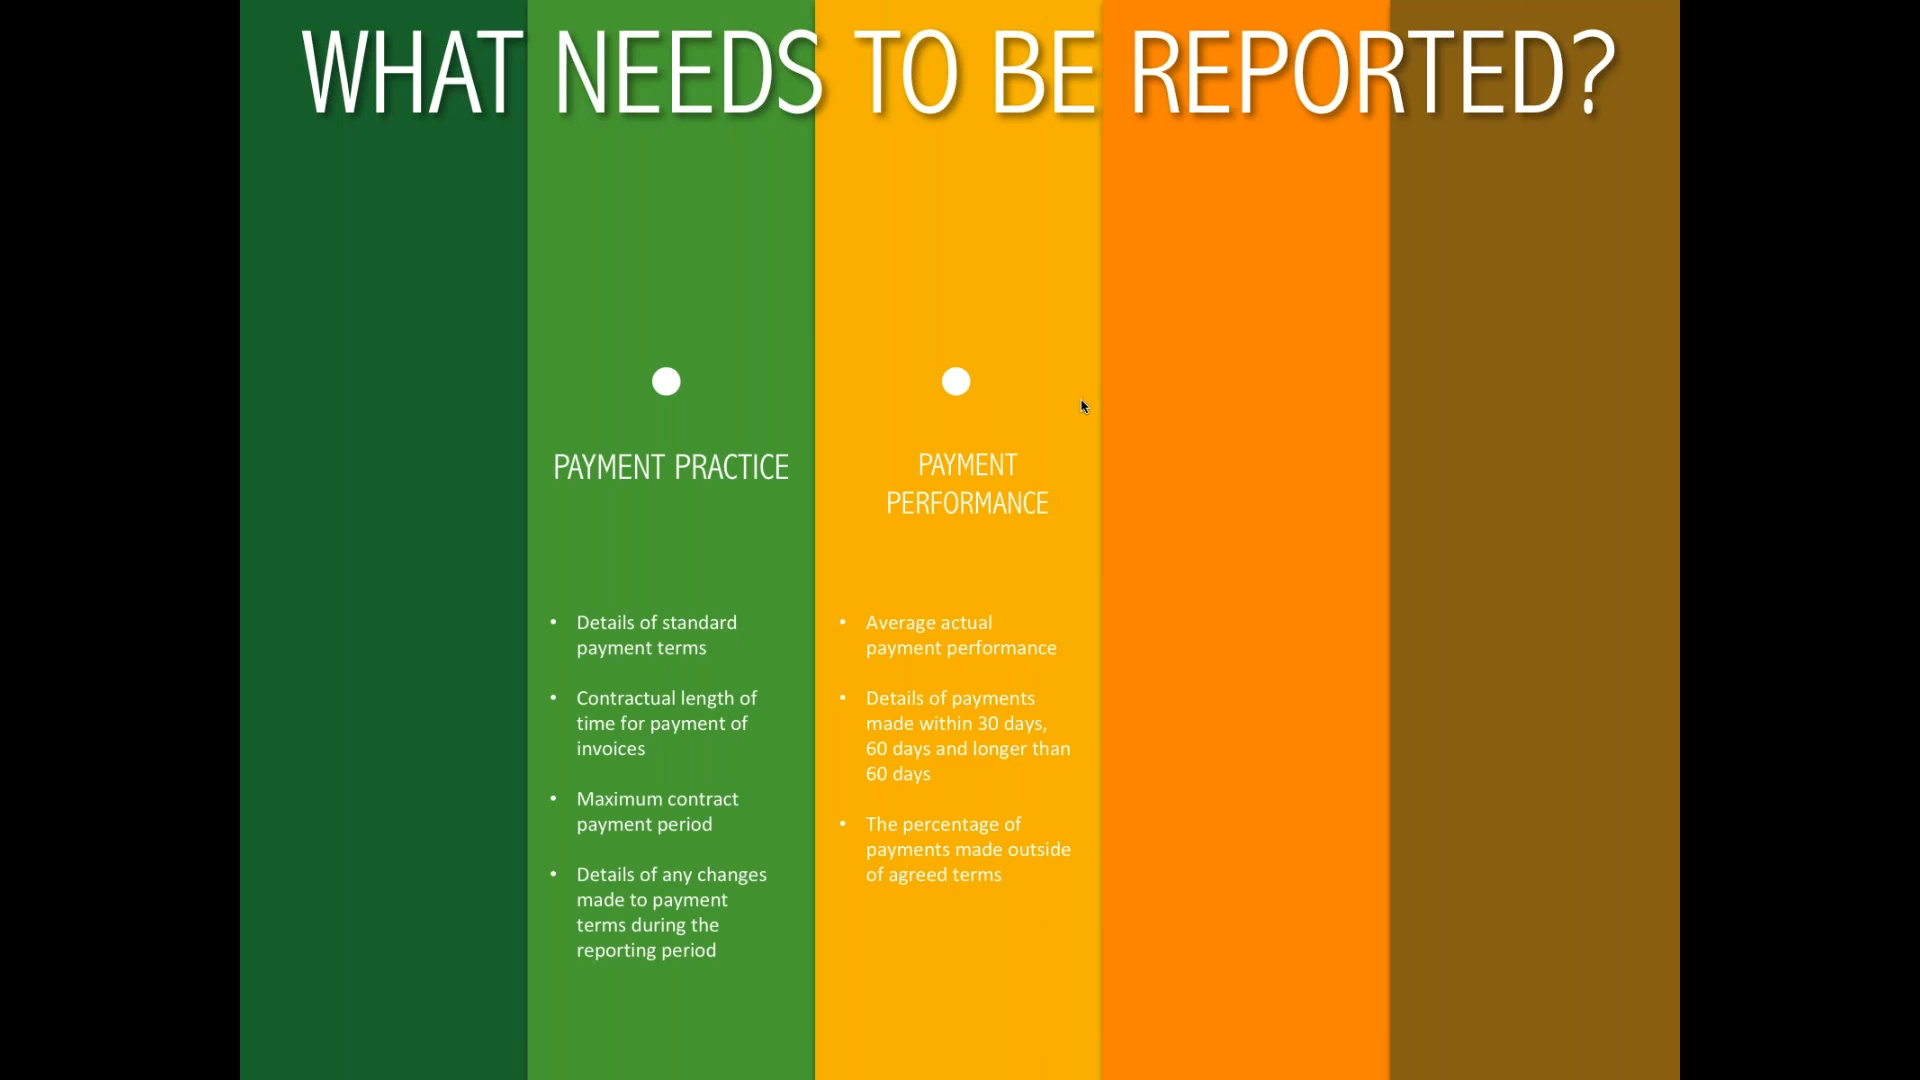 WHAT NEEDS TO BE REPORTED?
PAYMENT PRACTICE
• Details of standard
payment terms
• Contractual length of
time for payment of
invoices
• Maximum contract
payment period
• Details of any changes
made to payment
terms during the
reporting period
PAYMENT
PERFORMANCE
• Average actual
payment performance
• Details of payments
made within 30 days,
60 days and longer than
60 days
• The percentage of
payments made outside
of agreed terms